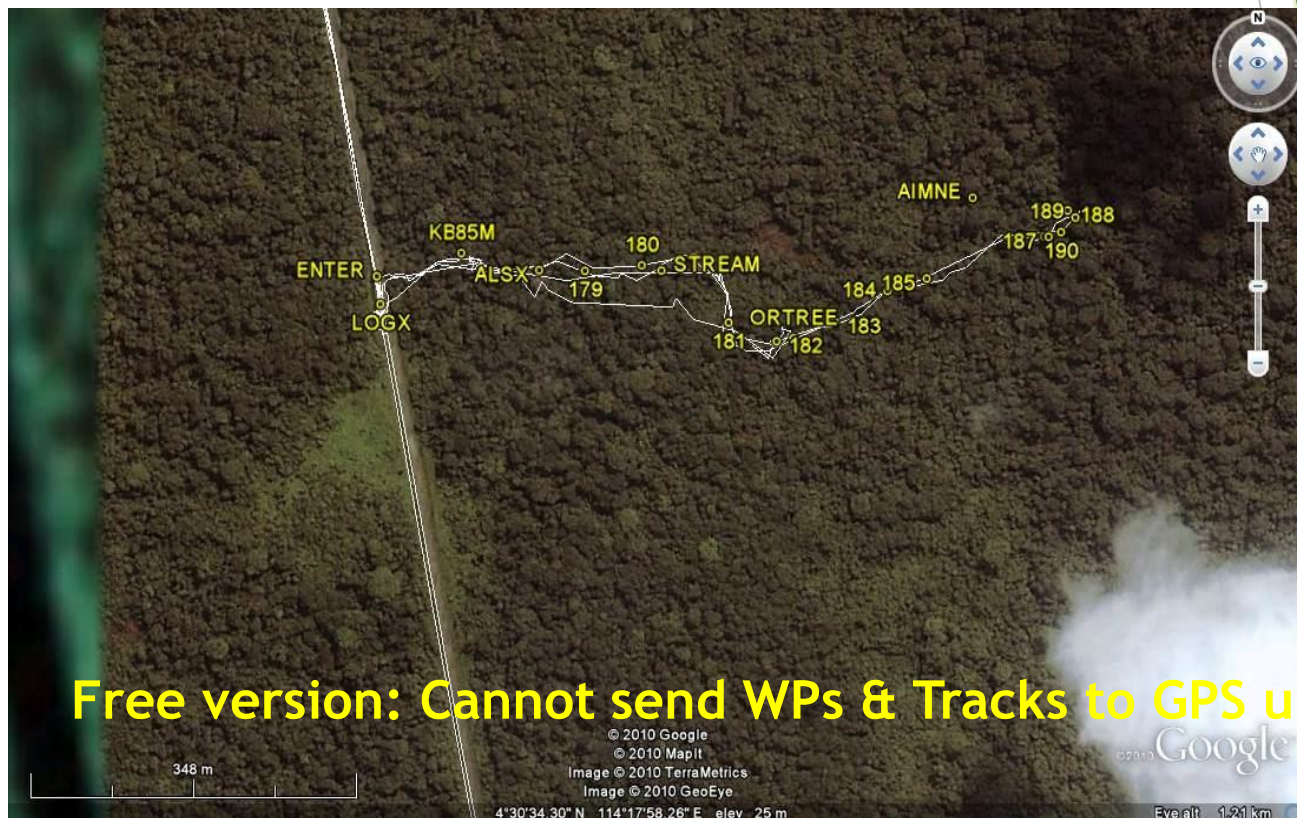 N
AIMNE
189
188
187
190
KB85M
180
STREAM
ENTER
ALSX
179
184
185
LOGX
ORTREE
183
181
182
Free version: Cannot send WPs & Tracks to GPS u
© 2010 Google
© 2010 MapIt
Image © 2010 TerraMetrics
Image © 2010 GeoEye
©2010 Google
348 m
4°30'34.30" N 114°17'58.26" E elev 25 m
Eye alt 1.21 km